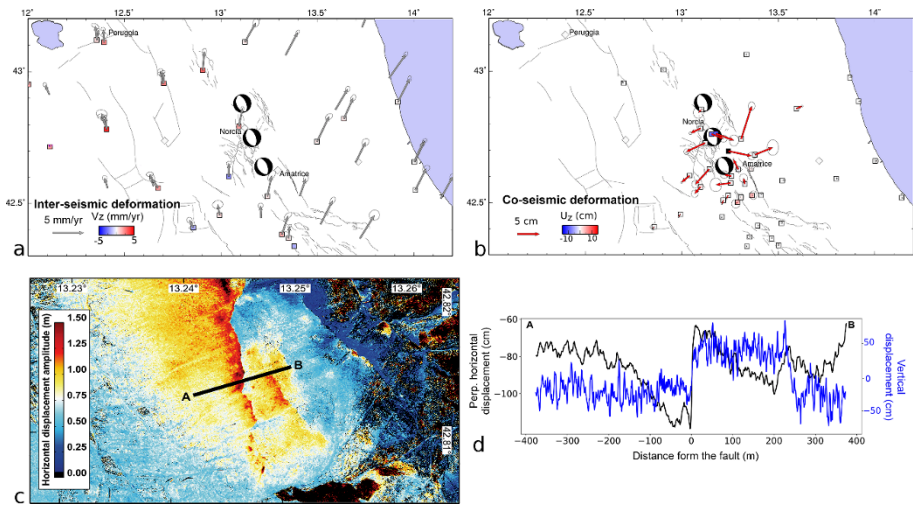 12.5° 13° 13.5° 14°
Peruggia
43°
Norcia
Amatrice
42.5°
Inter-seismic deformation
5 mm/yr
Vz (mm/yr)
-5 5
a
12.5° 13° 13.5° 14°
Peruggia
43°
Norcia
Amatrice
42.5°
Co-seismic deformation
5 cm
Uz (cm)
-10 10
b
13.23° 13.24° 13.25° 13.26°
42.82
42.81
Horizontal displacement amplitude (m)
1.50
1.25
1.00
0.75
0.50
0.25
0.00
A
B
c
A B
Perp. horizont
displacement (cm)
−60
−80
−100
Vertical
displacement (cm)
50
0
−50
−400 −300 −200 −100 0 100 200 300 400
Distance form the fault (m)
d